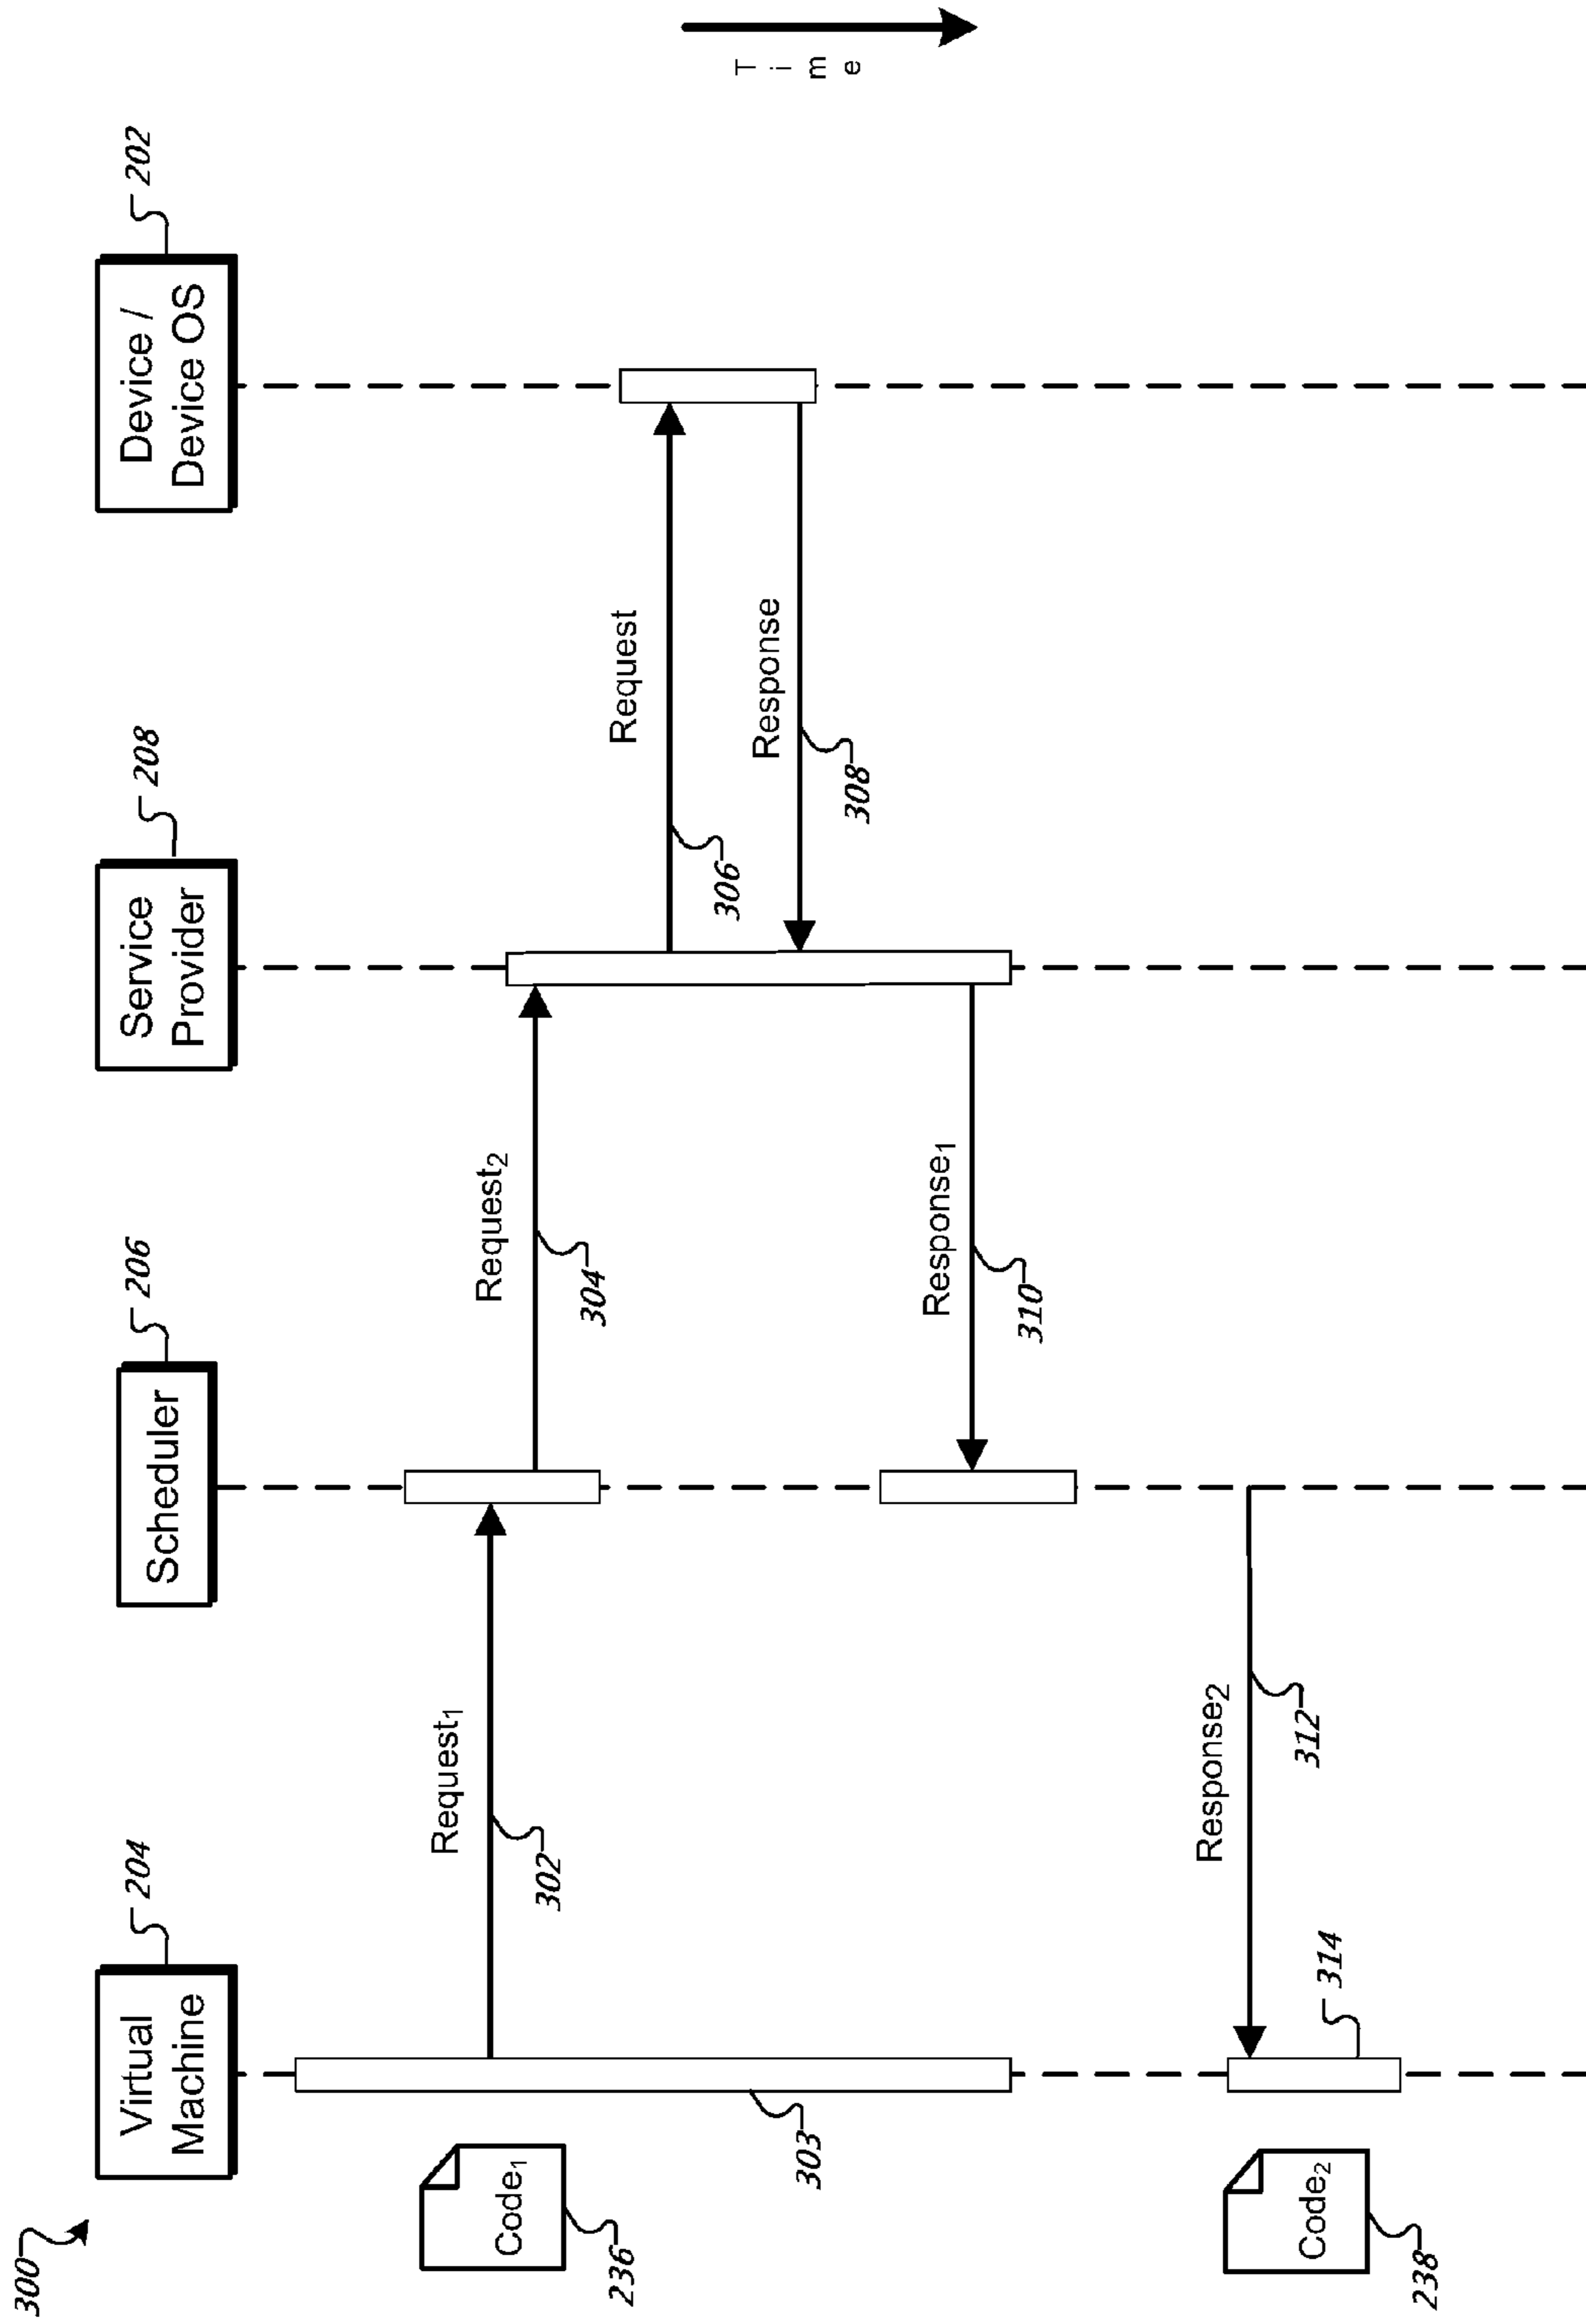 300
Virtual
Machine
204
Scheduler
206
Service
Provider
208
Device /
Device OS
202
Code₁
236
Request₁
302
Request₂
304
Request
306
Response
308
303
Response₁
310
Code₂
238
Response₂
312
314
Time